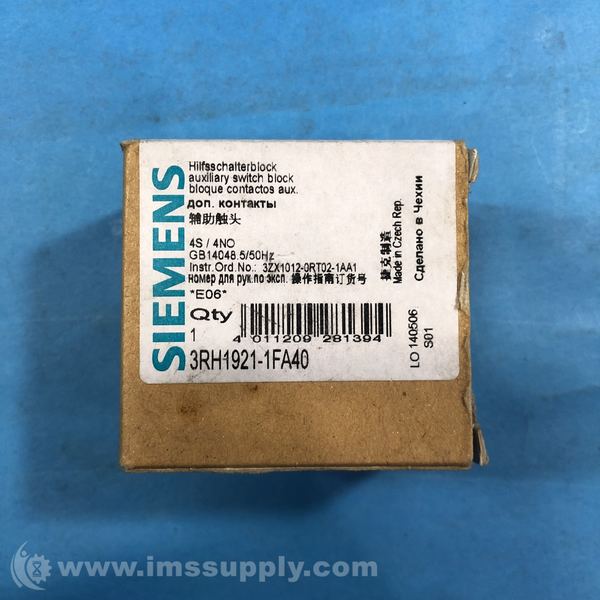 SIEMENS
Hilfsschalterblock
auxiliary switch block
bloque contactos aux.
доп. контакты
辅助触头
4S / 4NO
GB14048.5/50Hz
Instr.Ord.No.: 3ZX1012-0RT02-1AA1
номер для рук.по эксп. 操作指南订货号
*E06*
Qty
1
4 011209 281394
3RH1921-1FA40
捷克制造
Made in Czech Rep.
Сделано в Чехии
LO 140506
S01
www.imssupply.com